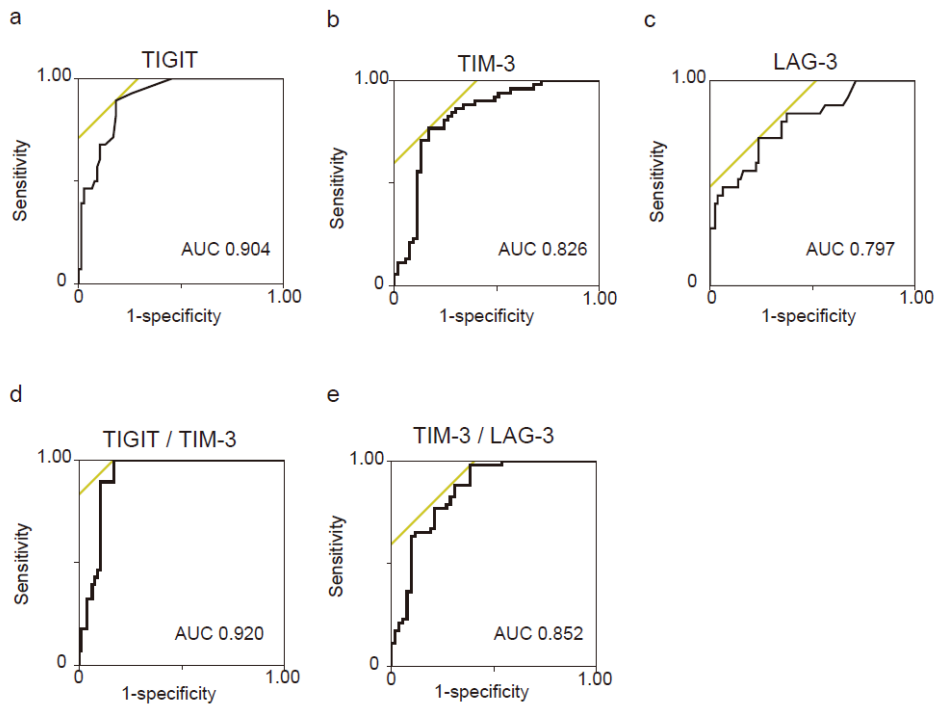 a
TIGIT
1.00
Sensitivity
AUC 0.904
0
0
1.00
1-specificity
b
TIM-3
1.00
Sensitivity
AUC 0.826
0
0
1.00
1-specificity
c
LAG-3
1.00
Sensitivity
AUC 0.797
0
0
1.00
1-specificity
d
TIGIT / TIM-3
1.00
Sensitivity
AUC 0.920
0
0
1.00
1-specificity
e
TIM-3 / LAG-3
1.00
Sensitivity
AUC 0.852
0
0
1.00
1-specificity